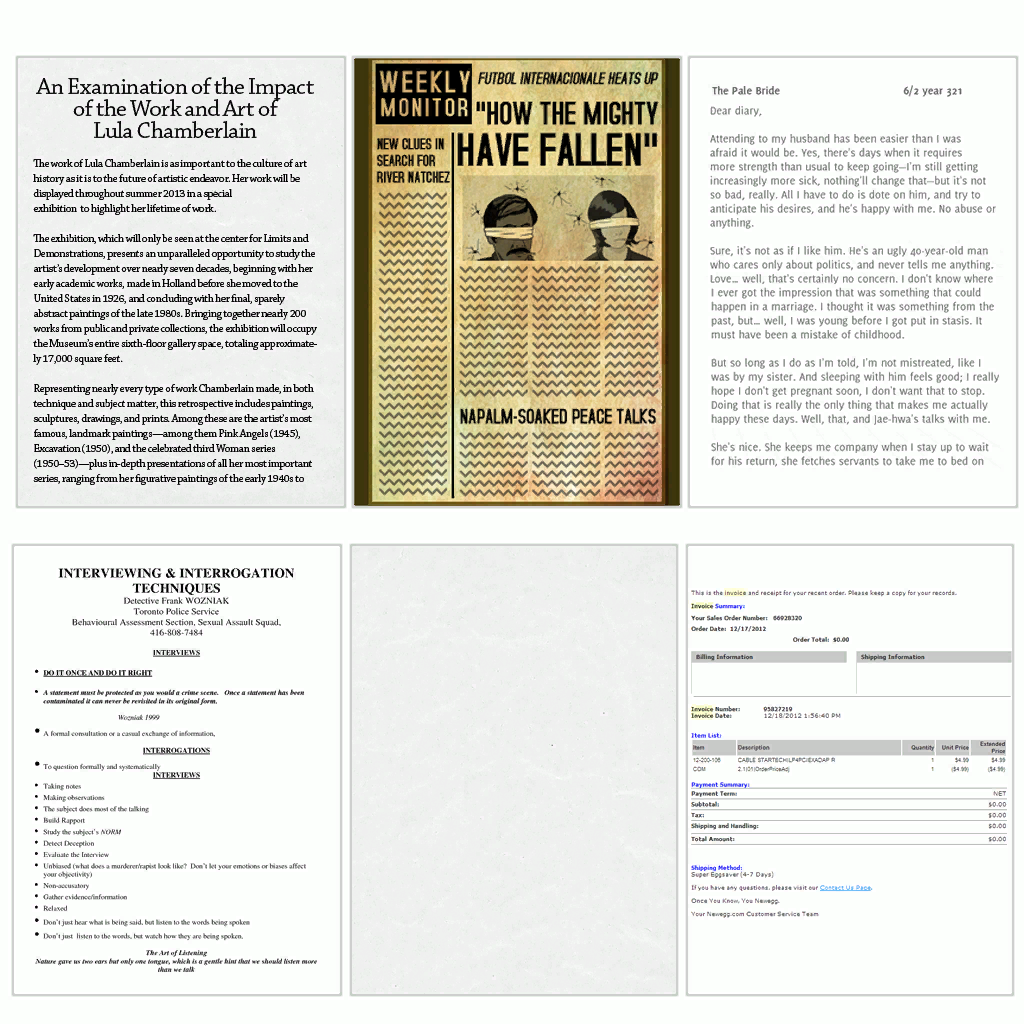 An Examination of the Impact
of the Work and Art of
Lula Chamberlain
The work of Lula Chamberlain is as important to the culture of art
history as it is to the future of artistic endeavor. Her work will be
displayed throughout summer 2013 in a special
exhibition to highlight her lifetime of work.
The exhibition, which will only be seen at the center for Limits and
Demonstrations, presents an unparalleled opportunity to study the
artist's development over nearly seven decades, beginning with her
early academic works, made in Holland before she moved to the
United States in 1926, and concluding with her final, sparely
abstract paintings of the late 1980s. Bringing together nearly 200
works from public and private collections, the exhibition will occupy
the Museum's entire sixth-floor gallery space, totaling approximate-
ly 17,000 square feet.
Representing nearly every type of work Chamberlain made, in both
technique and subject matter, this retrospective includes paintings,
sculptures, drawings, and prints. Among these are the artist's most
famous, landmark paintings—among them Pink Angels (1945),
Excavation (1950), and the celebrated third Woman series
(1950–53)—plus in-depth presentations of all her most important
series, ranging from her figurative paintings of the early 1940s to
WEEKLY
MONITOR
FUTBOL INTERNACIONALE HEATS UP
"HOW THE MIGHTY
HAVE FALLEN"
NEW CLUES IN
SEARCH FOR
RIVER NATCHEZ
NAPALM-SOAKED PEACE TALKS
The Pale Bride 6/2 year 321
Dear diary,
Attending to my husband has been easier than I was
afraid it would be. Yes, there's days when it requires
more strength than usual to keep going—I'm still getting
increasingly more sick, nothing'll change that—but it's not
so bad, really. All I have to do is dote on him, and try to
anticipate his desires, and he's happy with me. No abuse or
anything.
Sure, it's not as if I like him. He's an ugly 40-year-old man
who cares only about politics, and never tells me anything.
Love... well, that's certainly no concern. I don't know where
I ever got the impression that was something that could
happen in a marriage. I thought it was something from the
past, but... well, I was young before I got put in stasis. It
must have been a mistake of childhood.
But so long as I do as I'm told, I'm not mistreated, like I
was by my sister. And sleeping with him feels good; I really
hope I don't get pregnant soon, I don't want that to stop.
Doing that is really the only thing that makes me actually
happy these days. Well, that, and Jae-hwa's talks with me.
She's nice. She keeps me company when I stay up to wait
for his return, she fetches servants to take me to bed on
INTERVIEWING & INTERROGATION
TECHNIQUES
Detective Frank WOZNIAK
Toronto Police Service
Behavioural Assessment Section, Sexual Assault Squad,
416-808-7484
INTERVIEWS
• DO IT ONCE AND DO IT RIGHT
• A statement must be protected as you would a crime scene. Once a statement has been
contaminated it can never be revisited in its original form.
Wozniak 1999
• A formal consultation or a casual exchange of information,
INTERROGATIONS
• To question formally and systematically
INTERVIEWS
• Taking notes
• Making observations
• The subject does most of the talking
• Build Rapport
• Study the subject's NORM
• Detect Deception
• Evaluate the Interview
• Unbiased (what does a murderer/rapist look like? Don't let your emotions or biases affect
your objectivity)
• Non-accusatory
• Gather evidence/information
• Relaxed
• Don't just hear what is being said, but listen to the words being spoken
• Don't just listen to the words, but watch how they are being spoken.
The Art of Listening
Nature gave us two ears but only one tongue, which is a gentle hint that we should listen more
than we talk
This is the invoice and receipt for your recent order. Please keep a copy for your records.
Invoice Summary:
Your Sales Order Number: 66928320
Order Date: 12/17/2012
Order Total: $0.00
Billing Information Shipping Information
Invoice Number: 95827219
Invoice Date: 12/18/2012 1:56:40 PM
Item List:
Item Description Quantity Unit Price Extended Price
12-200-105 CABLE STARTECH|LP4PCIEXADAP R 1 $4.99 $4.99
COM 2.1|01|OrderPriceAdj 1 ($4.99) ($4.99)
Payment Summary:
Payment Term: NET
Subtotal: $0.00
Tax: $0.00
Shipping and Handling: $0.00
Total Amount: $0.00
Shipping Method:
Super Eggsaver (4-7 Days)
If you have any questions, please visit our Contact Us Page.
Once You Know, You Newegg.
Your Newegg.com Customer Service Team